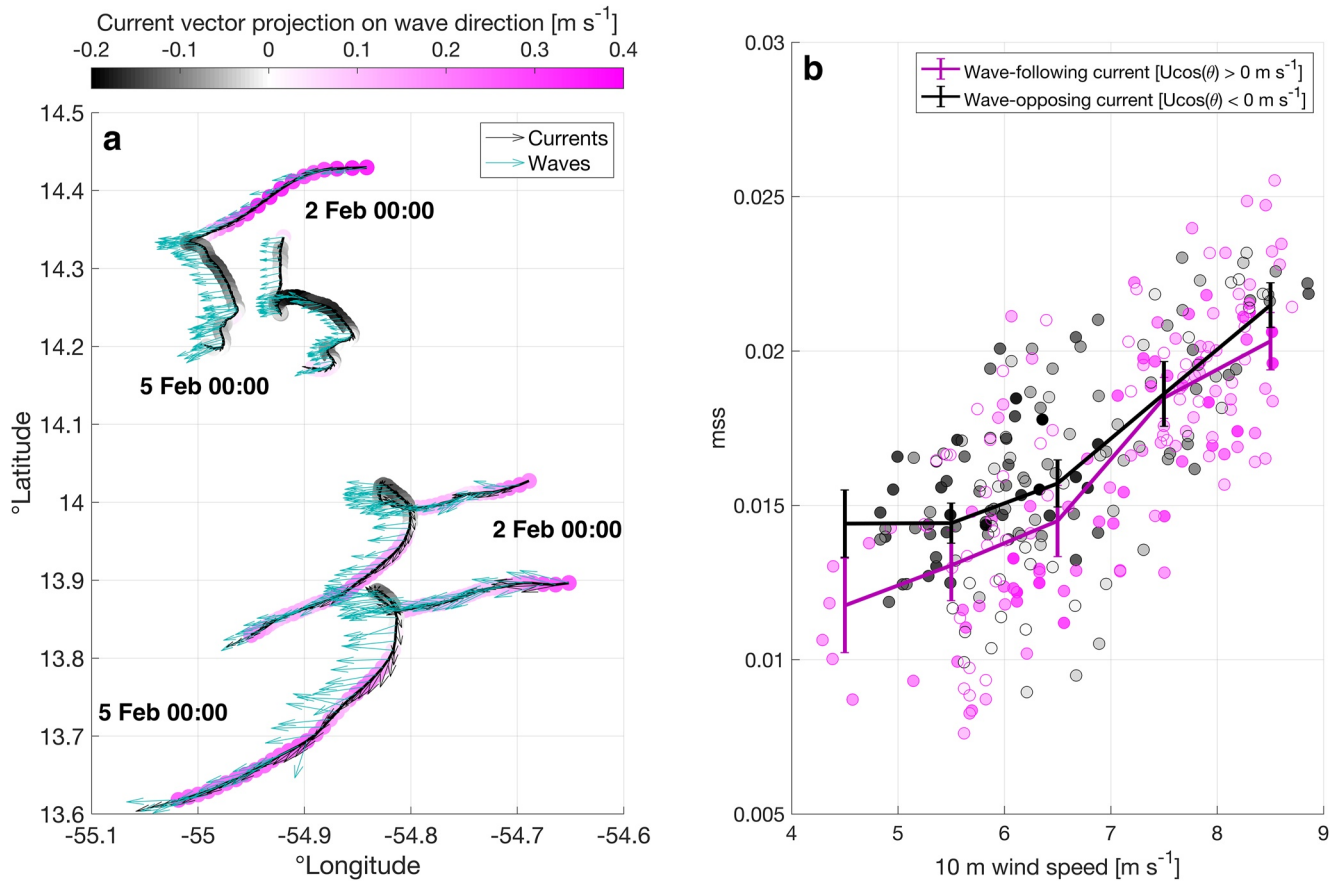 Current vector projection on wave direction [m s⁻¹]
-0.2 -0.1 0 0.1 0.2 0.3 0.4
a
Currents
Waves
2 Feb 00:00
5 Feb 00:00
2 Feb 00:00
5 Feb 00:00
14.5
14.4
14.3
14.2
14.1
14
13.9
13.8
13.7
13.6
°Latitude
-55.1 -55 -54.9 -54.8 -54.7 -54.6
°Longitude
b
Wave-following current [Ucos(θ) > 0 m s⁻¹]
Wave-opposing current [Ucos(θ) < 0 m s⁻¹]
0.03
0.025
0.02
0.015
0.01
0.005
mss
4 5 6 7 8 9
10 m wind speed [m s⁻¹]